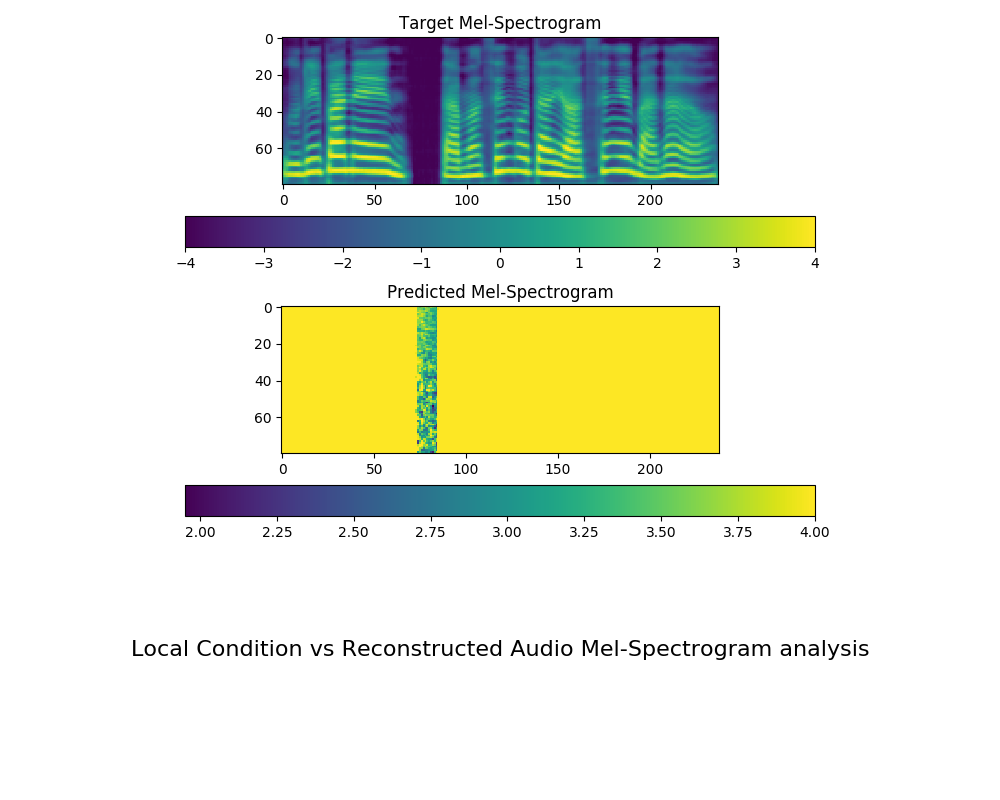 Target Mel-Spectrogram
0
20
40
60
0 50 100 150 200
−4 −3 −2 −1 0 1 2 3 4
Predicted Mel-Spectrogram
0
20
40
60
0 50 100 150 200
2.00 2.25 2.50 2.75 3.00 3.25 3.50 3.75 4.00
Local Condition vs Reconstructed Audio Mel-Spectrogram analysis